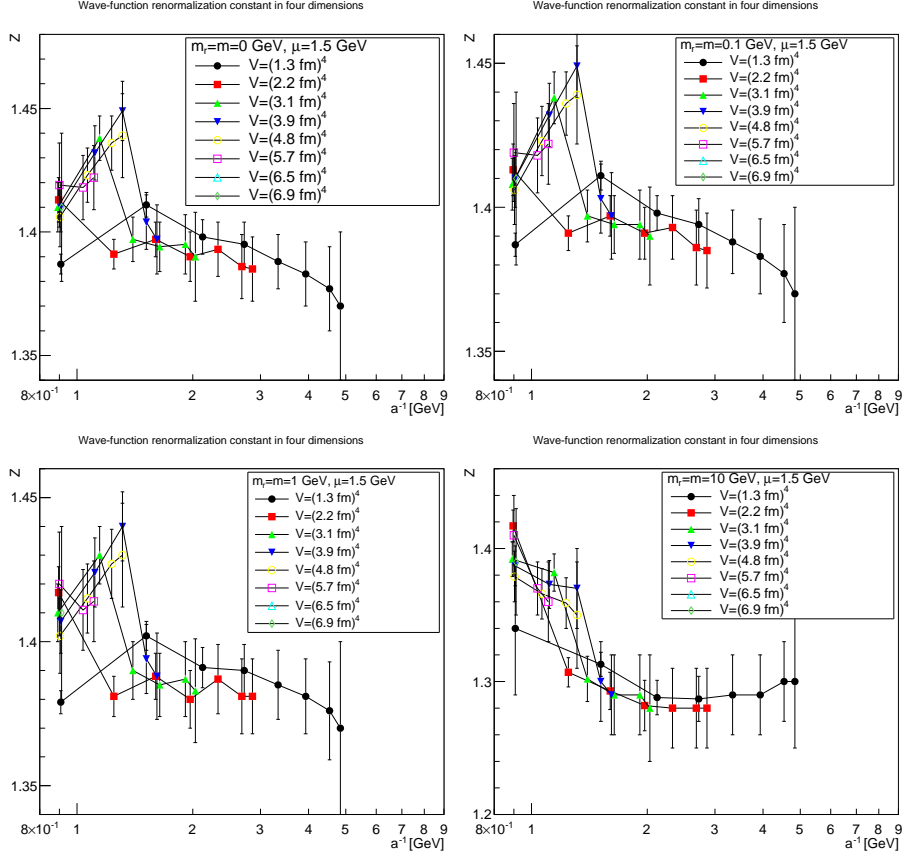 Wave-function renormalization constant in four dimensions
Z
m_r=m=0 GeV, μ=1.5 GeV
V=(1.3 fm)⁴
V=(2.2 fm)⁴
V=(3.1 fm)⁴
V=(3.9 fm)⁴
V=(4.8 fm)⁴
V=(5.7 fm)⁴
V=(6.5 fm)⁴
V=(6.9 fm)⁴
1.45
1.4
1.35
8×10⁻¹ 1 2 3 4 5 6 7 8 9
a⁻¹ [GeV]
Wave-function renormalization constant in four dimensions
Z
m_r=m=0.1 GeV, μ=1.5 GeV
V=(1.3 fm)⁴
V=(2.2 fm)⁴
V=(3.1 fm)⁴
V=(3.9 fm)⁴
V=(4.8 fm)⁴
V=(5.7 fm)⁴
V=(6.5 fm)⁴
V=(6.9 fm)⁴
1.45
1.4
1.35
8×10⁻¹ 1 2 3 4 5 6 7 8 9
a⁻¹ [GeV]
Wave-function renormalization constant in four dimensions
Z
m_r=m=1 GeV, μ=1.5 GeV
V=(1.3 fm)⁴
V=(2.2 fm)⁴
V=(3.1 fm)⁴
V=(3.9 fm)⁴
V=(4.8 fm)⁴
V=(5.7 fm)⁴
V=(6.5 fm)⁴
V=(6.9 fm)⁴
1.45
1.4
1.35
8×10⁻¹ 1 2 3 4 5 6 7 8 9
a⁻¹ [GeV]
Wave-function renormalization constant in four dimensions
Z
m_r=m=10 GeV, μ=1.5 GeV
V=(1.3 fm)⁴
V=(2.2 fm)⁴
V=(3.1 fm)⁴
V=(3.9 fm)⁴
V=(4.8 fm)⁴
V=(5.7 fm)⁴
V=(6.5 fm)⁴
V=(6.9 fm)⁴
1.4
1.3
1.2
8×10⁻¹ 1 2 3 4 5 6 7 8 9
a⁻¹ [GeV]